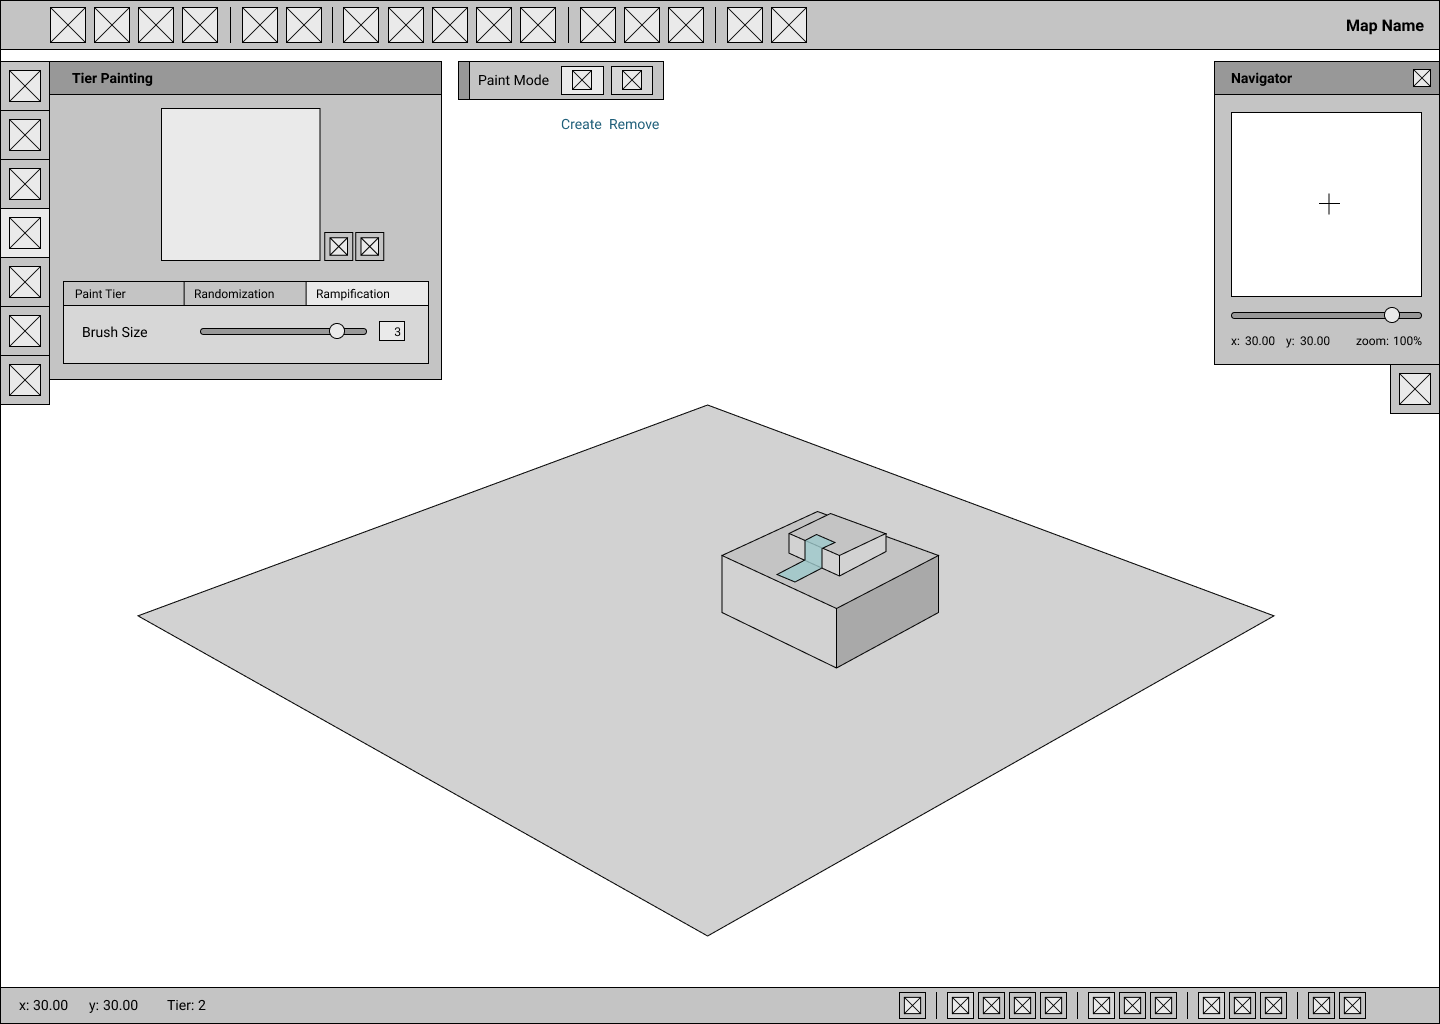 Map Name
Tier Painting
Paint Mode
Create Remove
Navigator
Paint Tier
Randomization
Rampification
Brush Size
3
x: 30.00 y: 30.00 zoom: 100%
x: 30.00 y: 30.00 Tier: 2